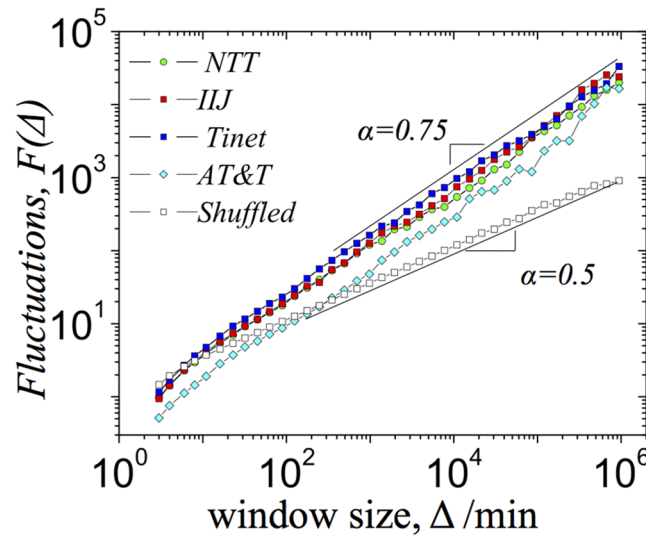 10^5
NTT
IIJ
Tinet
AT&T
Shuffled
α=0.75
10^3
α=0.5
10^1
Fluctuations, F(Δ)
10^0 10^2 10^4 10^6
window size, Δ /min